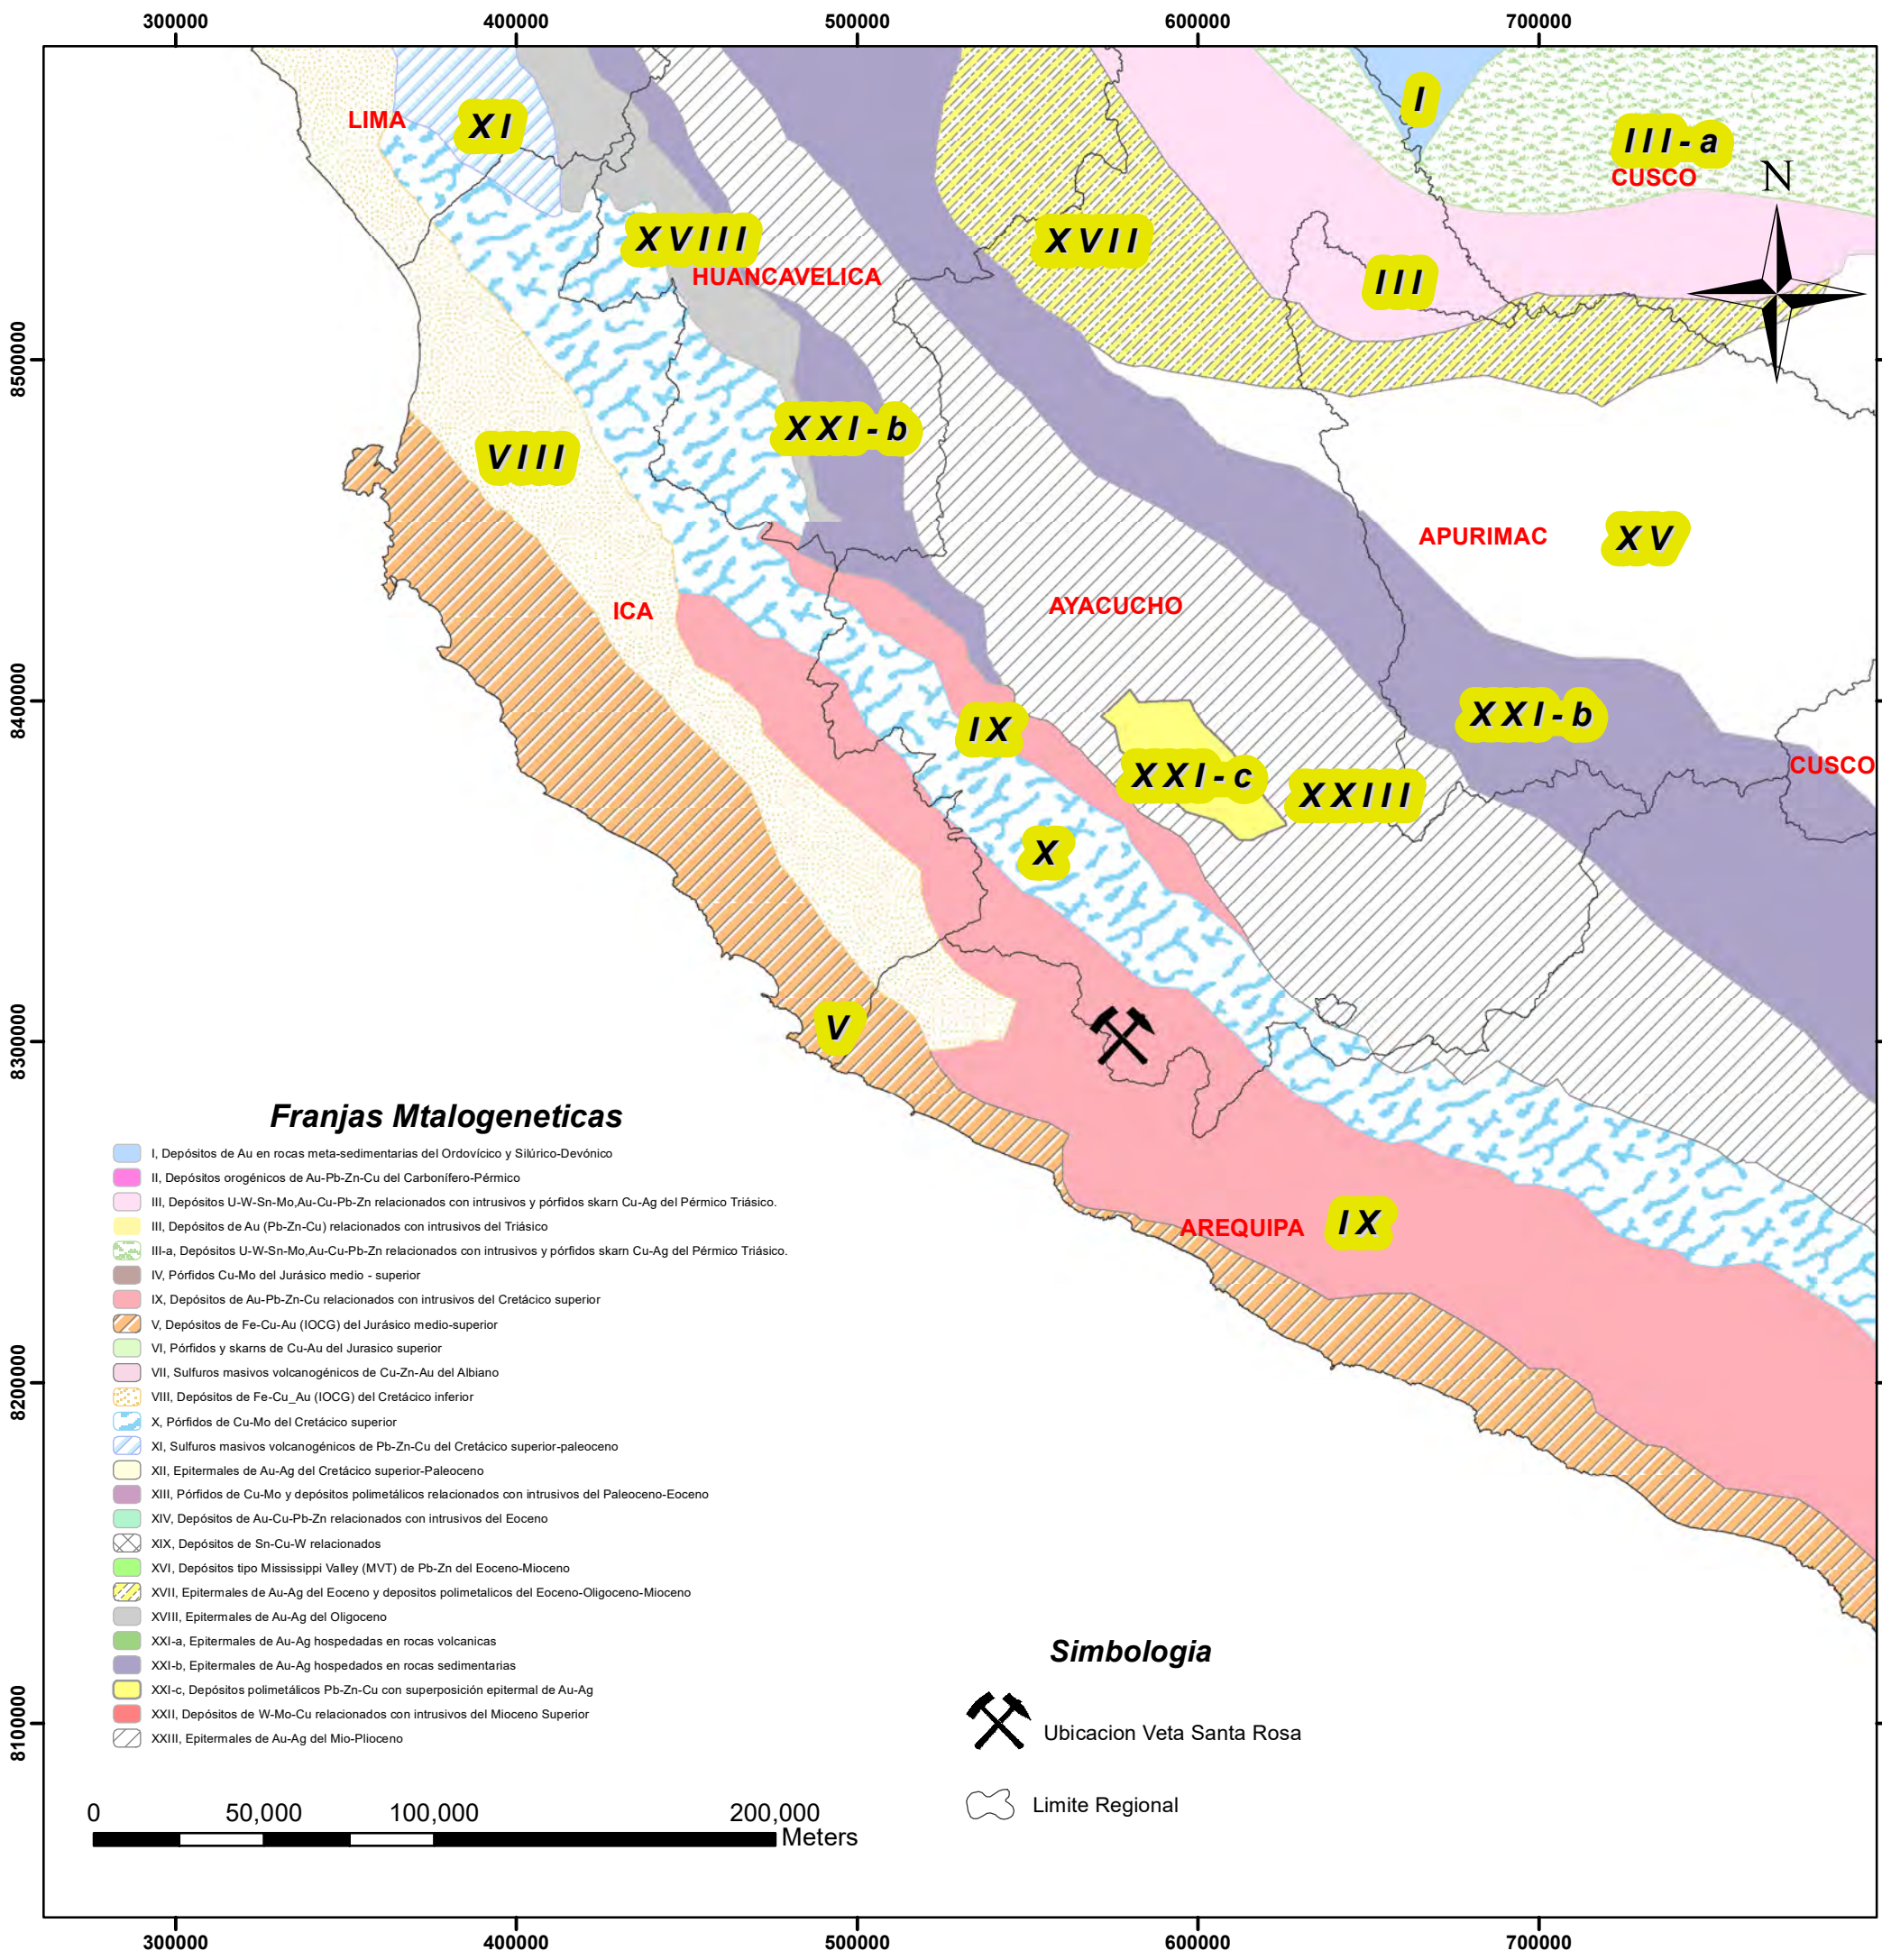 300000 400000 500000 600000 700000
LIMA
XI
I
III-a
CUSCO
N
XVIII
HUANCAVELICA
XVII
III
8500000
VIII
XXI-b
APURIMAC
XV
ICA
AYACUCHO
8400000
IX
XXI-b
XXI-c
XXIII
CUSCO
X
8300000
V
AREQUIPA
IX
8200000
8100000
Franjas Mtalogeneticas
I, Depósitos de Au en rocas meta-sedimentarias del Ordovícico y Silúrico-Devónico
II, Depósitos orogénicos de Au-Pb-Zn-Cu del Carbonífero-Pérmico
III, Depósitos U-W-Sn-Mo,Au-Cu-Pb-Zn relacionados con intrusivos y pórfidos skarn Cu-Ag del Pérmico Triásico.
III, Depósitos de Au (Pb-Zn-Cu) relacionados con intrusivos del Triásico
III-a, Depósitos U-W-Sn-Mo,Au-Cu-Pb-Zn relacionados con intrusivos y pórfidos skarn Cu-Ag del Pérmico Triásico.
IV, Pórfidos Cu-Mo del Jurásico medio - superior
IX, Depósitos de Au-Pb-Zn-Cu relacionados con intrusivos del Cretácico superior
V, Depósitos de Fe-Cu-Au (IOCG) del Jurásico medio-superior
VI, Pórfidos y skarns de Cu-Au del Jurasico superior
VII, Sulfuros masivos volcanogénicos de Cu-Zn-Au del Albiano
VIII, Depósitos de Fe-Cu_Au (IOCG) del Cretácico inferior
X, Pórfidos de Cu-Mo del Cretácico superior
XI, Sulfuros masivos volcanogénicos de Pb-Zn-Cu del Cretácico superior-paleoceno
XII, Epitermales de Au-Ag del Cretácico superior-Paleoceno
XIII, Pórfidos de Cu-Mo y depósitos polimetálicos relacionados con intrusivos del Paleoceno-Eoceno
XIV, Depósitos de Au-Cu-Pb-Zn relacionados con intrusivos del Eoceno
XIX, Depósitos de Sn-Cu-W relacionados
XVI, Depósitos tipo Mississippi Valley (MVT) de Pb-Zn del Eoceno-Mioceno
XVII, Epitermales de Au-Ag del Eoceno y depositos polimetalicos del Eoceno-Oligoceno-Mioceno
XVIII, Epitermales de Au-Ag del Oligoceno
XXI-a, Epitermales de Au-Ag hospedadas en rocas volcanicas
XXI-b, Epitermales de Au-Ag hospedados en rocas sedimentarias
XXI-c, Depósitos polimetálicos Pb-Zn-Cu con superposición epitermal de Au-Ag
XXII, Depósitos de W-Mo-Cu relacionados con intrusivos del Mioceno Superior
XXIII, Epitermales de Au-Ag del Mio-Plioceno
Simbologia
Ubicacion Veta Santa Rosa
Limite Regional
0 50,000 100,000 200,000
Meters
300000 400000 500000 600000 700000